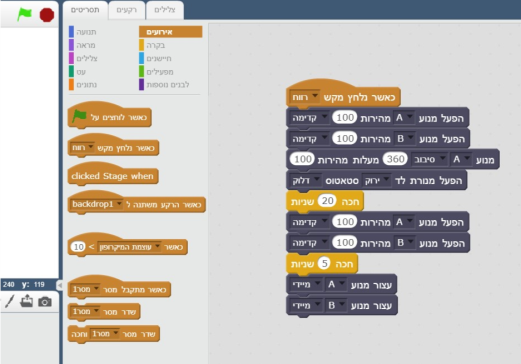 תסריטים
רקעים
צלילים
אירועים
תנועה
בקרה
מראה
חיישנים
צלילים
מפעילים
עט
לבנים נוספות
נתונים
כאשר לוחצים על
כאשר נלחץ מקש רווח
clicked Stage when
כאשר הרקע משתנה ל backdrop1
כאשר עוצמת המיקרופון > 10
כאשר מתקבל מסר מסר1
שדר מסר מסר1
שדר מסר מסר1 וחכה
240 y: 119
כאשר נלחץ מקש רווח
הפעל מנוע A מהירות 100 קדימה
הפעל מנוע B מהירות 100 קדימה
מנוע A סיבוב 360 מעלות מהירות 100
הפעל מנורת לד ירוק סטאטוס דלוק
חכה 20 שניות
הפעל מנוע A מהירות 100 קדימה
הפעל מנוע B מהירות 100 קדימה
חכה 5 שניות
עצור מנוע A מיידי
עצור מנוע B מיידי